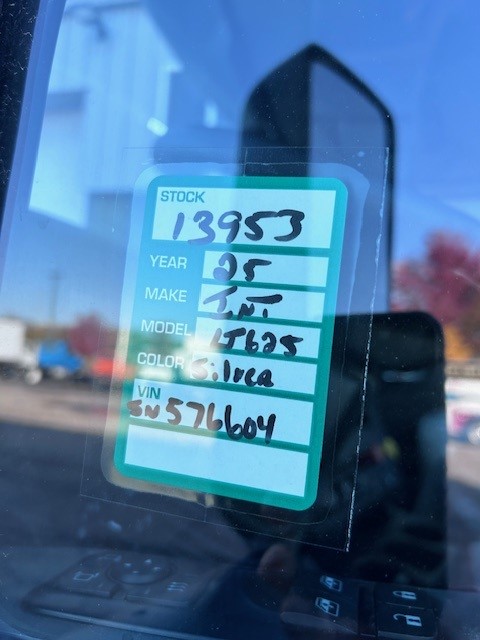 STOCK
13953
YEAR 25
MAKE INT
MODEL LT625
COLOR Silver
VIN
SN576604